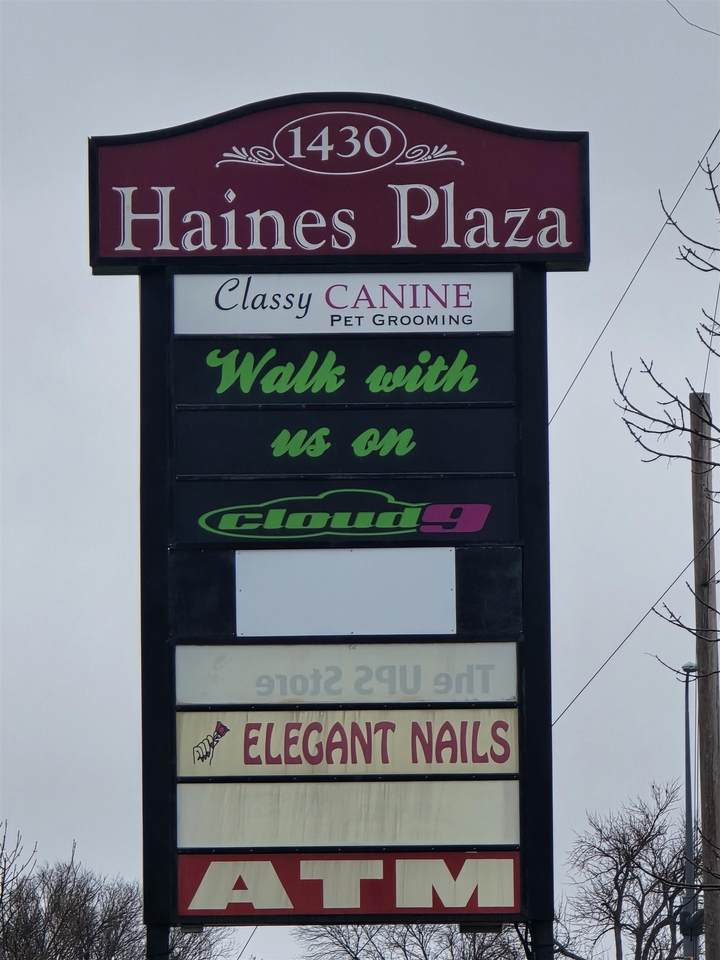 1430
Haines Plaza
Classy CANINE
PET GROOMING
Walk with
us on
cloud9
The UPS Store
ELEGANT NAILS
ATM